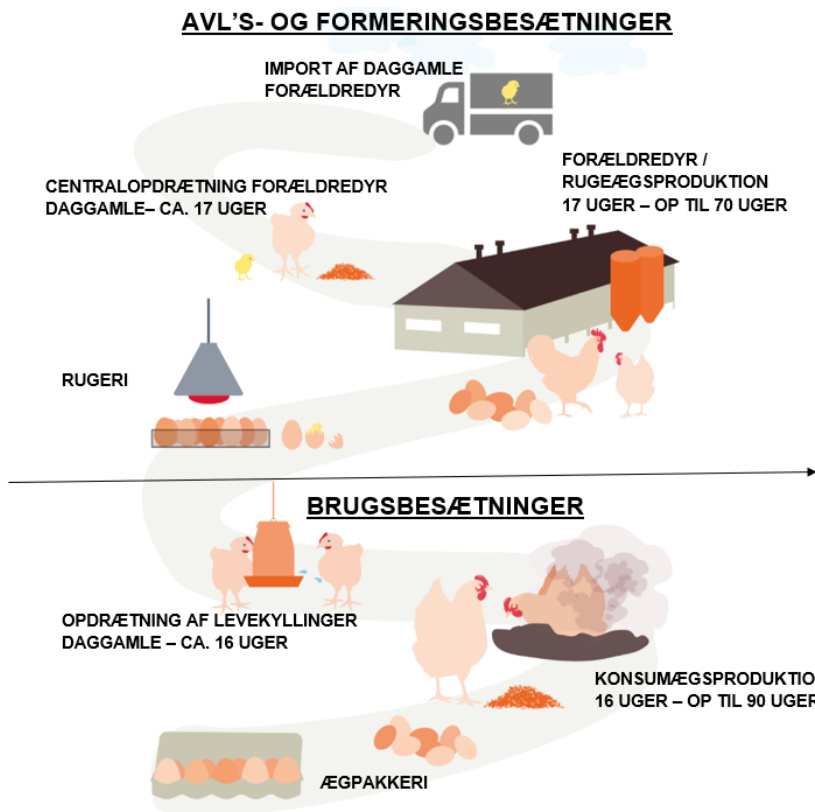 AVL'S- OG FORMERINGSBESÆTNINGER
IMPORT AF DAGGAMLE
FORÆLDREDYR
CENTRALOPDRÆTNING FORÆLDREDYR
DAGGAMLE– CA. 17 UGER
FORÆLDREDYR /
RUGEÆGSPRODUKTION
17 UGER – OP TIL 70 UGER
RUGERI
BRUGSBESÆTNINGER
OPDRÆTNING AF LEVEKYLLINGER
DAGGAMLE – CA. 16 UGER
KONSUMÆGSPRODUKTIO
16 UGER – OP TIL 90 UGER
ÆGPAKKERI